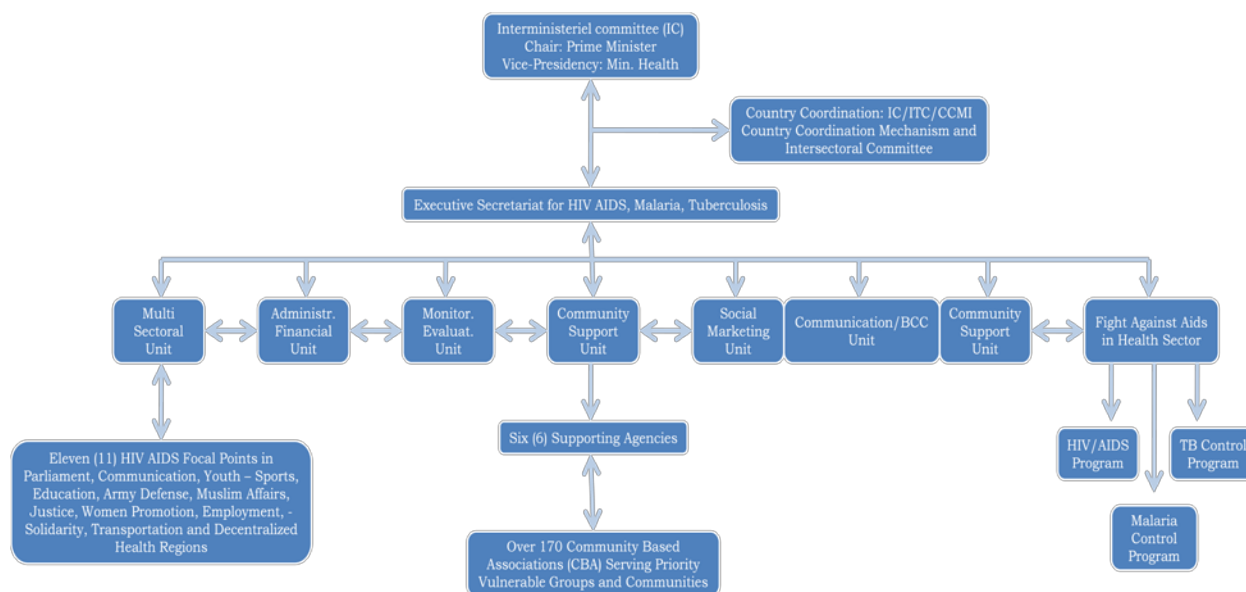 Interministeriel committee (IC)
Chair: Prime Minister
Vice-Presidency: Min. Health
Country Coordination: IC/ITC/CCMI
Country Coordination Mechanism and
Intersectoral Committee
Executive Secretariat for HIV AIDS, Malaria, Tuberculosis
Multi
Sectoral
Unit
Administr.
Financial
Unit
Monitor.
Evaluat.
Unit
Community
Support
Unit
Social
Marketing
Unit
Communication/BCC
Unit
Community
Support Unit
Fight Against Aids
in Health Sector
Eleven (11) HIV AIDS Focal Points in
Parliament, Communication, Youth – Sports,
Education, Army Defense, Muslim Affairs,
Justice, Women Promotion, Employment, -
Solidarity, Transportation and Decentralized
Health Regions
Six (6) Supporting Agencies
Over 170 Community Based
Associations (CBA) Serving Priority
Vulnerable Groups and Communities
HIV/AIDS
Program
TB Control
Program
Malaria
Control
Program